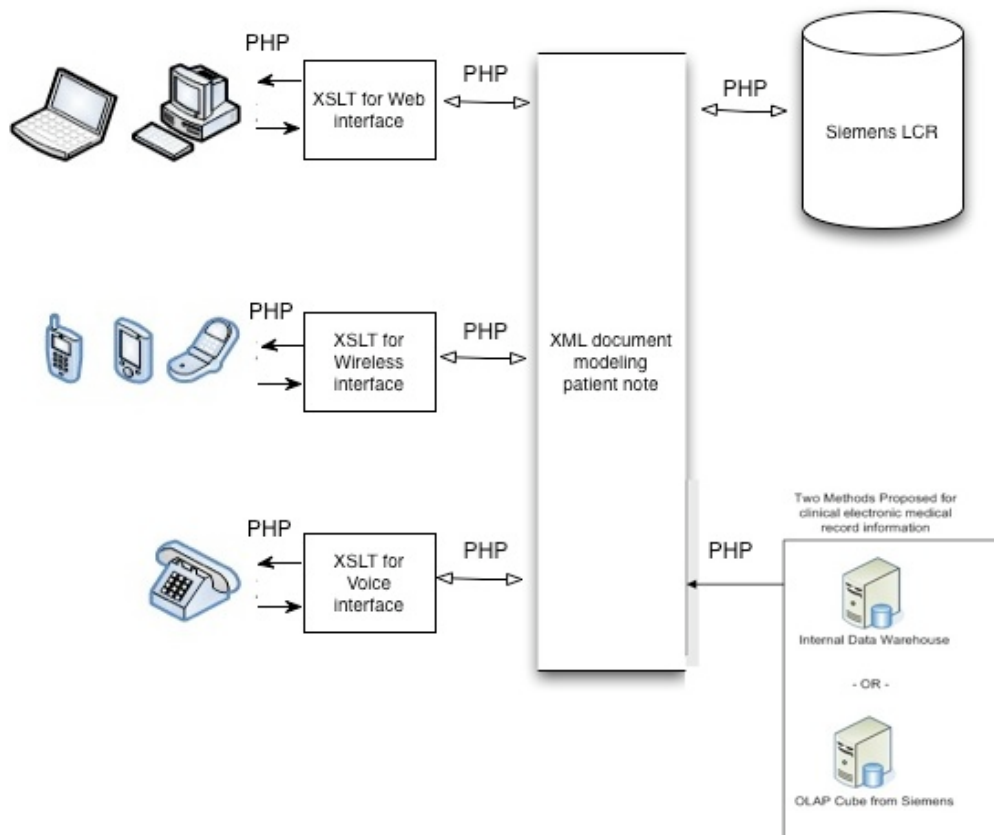 PHP
XSLT for Web
interface
PHP
PHP
Siemens LCR
PHP
XSLT for
Wireless
interface
PHP
XML document
modeling
patient note
Two Methods Proposed for
clinical electronic medical
record information
PHP
XSLT for
Voice
interface
PHP
PHP
Internal Data Warehouse
- OR -
OLAP Cube from Siemens